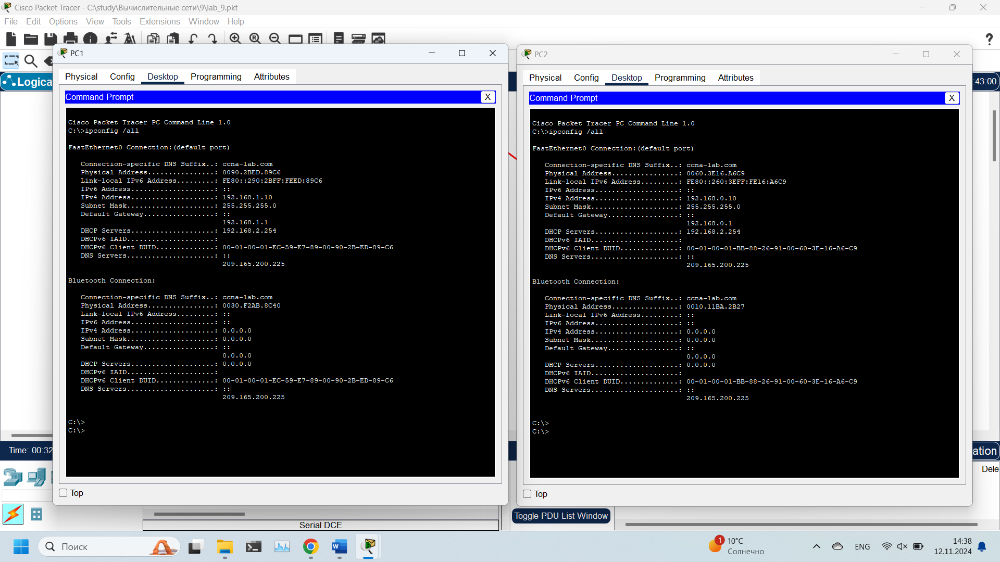 Cisco Packet Tracer - C:\study\Вычислительные сети\9\lab_9.pkt
File Edit Options View Tools Extensions Window Help
PC1
Physical Config Desktop Programming Attributes
Command Prompt X
Cisco Packet Tracer PC Command Line 1.0
C:\>ipconfig /all
FastEthernet0 Connection:(default port)
Connection-specific DNS Suffix..: ccna-lab.com
Physical Address................: 0090.2BED.89C6
Link-local IPv6 Address.........: FE80::290:2BFF:FEED:89C6
IPv6 Address....................: ::
IPv4 Address....................: 192.168.1.10
Subnet Mask.....................: 255.255.255.0
Default Gateway.................: ::
192.168.1.1
DHCP Servers....................: 192.168.2.254
DHCPv6 IAID.....................:
DHCPv6 Client DUID..............: 00-01-00-01-EC-59-E7-89-00-90-2B-ED-89-C6
DNS Servers.....................: ::
209.165.200.225
Bluetooth Connection:
Connection-specific DNS Suffix..: ccna-lab.com
Physical Address................: 0030.F2AB.8C40
Link-local IPv6 Address.........: ::
IPv6 Address....................: ::
IPv4 Address....................: 0.0.0.0
Subnet Mask.....................: 0.0.0.0
Default Gateway.................: ::
0.0.0.0
DHCP Servers....................: 0.0.0.0
DHCPv6 IAID.....................:
DHCPv6 Client DUID..............: 00-01-00-01-EC-59-E7-89-00-90-2B-ED-89-C6
DNS Servers.....................: ::
209.165.200.225
C:\>
C:\>
Top
PC2
Physical Config Desktop Programming Attributes
Command Prompt X
Cisco Packet Tracer PC Command Line 1.0
C:\>ipconfig /all
FastEthernet0 Connection:(default port)
Connection-specific DNS Suffix..: ccna-lab.com
Physical Address................: 0060.3E16.A6C9
Link-local IPv6 Address.........: FE80::260:3EFF:FE16:A6C9
IPv6 Address....................: ::
IPv4 Address....................: 192.168.0.10
Subnet Mask.....................: 255.255.255.0
Default Gateway.................: ::
192.168.0.1
DHCP Servers....................: 192.168.2.254
DHCPv6 IAID.....................:
DHCPv6 Client DUID..............: 00-01-00-01-BB-88-26-91-00-60-3E-16-A6-C9
DNS Servers.....................: ::
209.165.200.225
Bluetooth Connection:
Connection-specific DNS Suffix..: ccna-lab.com
Physical Address................: 0010.11BA.2B27
Link-local IPv6 Address.........: ::
IPv6 Address....................: ::
IPv4 Address....................: 0.0.0.0
Subnet Mask.....................: 0.0.0.0
Default Gateway.................: ::
0.0.0.0
DHCP Servers....................: 0.0.0.0
DHCPv6 IAID.....................:
DHCPv6 Client DUID..............: 00-01-00-01-BB-88-26-91-00-60-3E-16-A6-C9
DNS Servers.....................: ::
209.165.200.225
C:\>
C:\>
Top
Logica
:43:00
Time: 00:32
ation
Dele
Toggle PDU List Window
Serial DCE
Поиск
1
10°C
Солнечно
ENG
14:38
12.11.2024